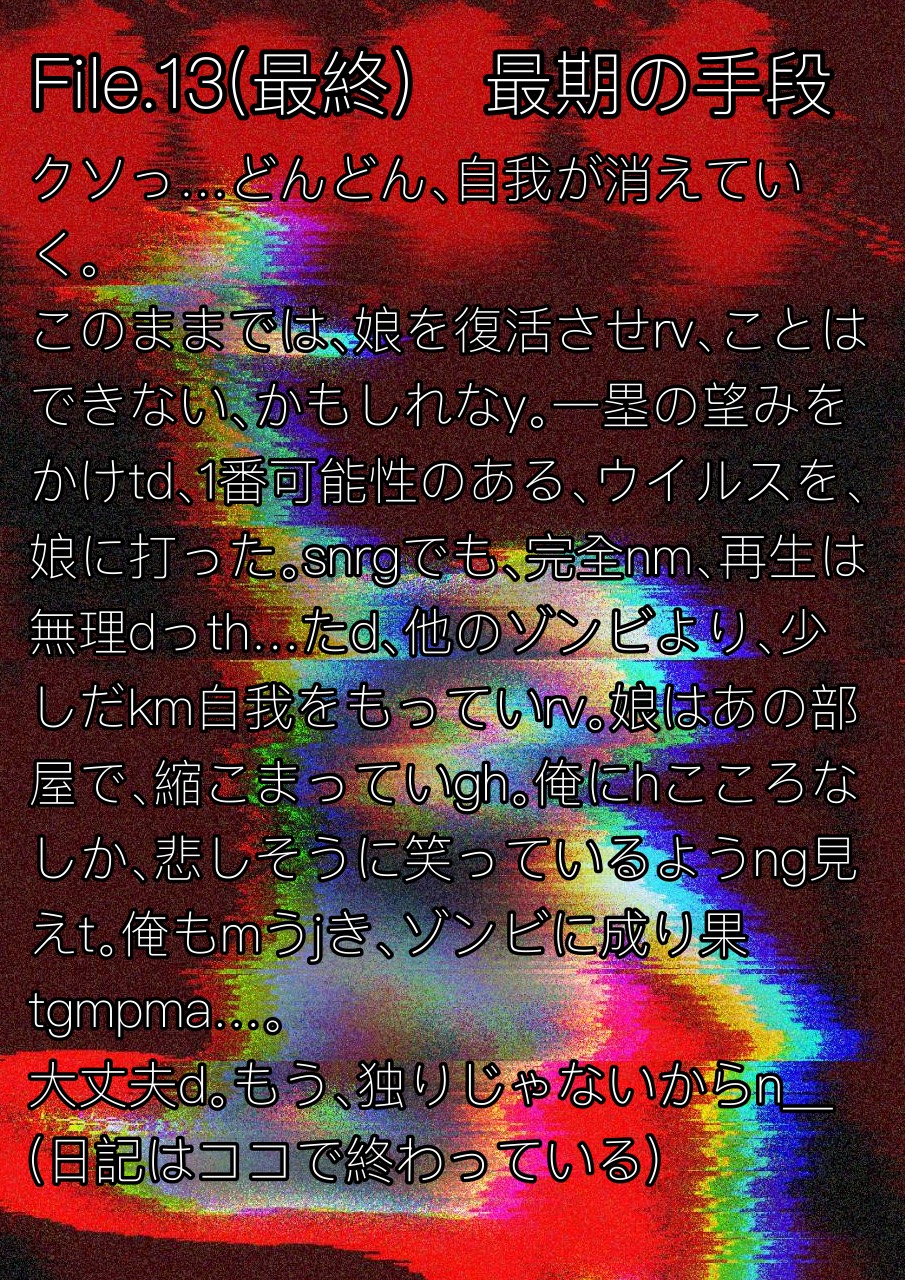 File.13(最終)　最期の手段
クソっ…どんどん､自我が消えてい
く。
このままでは､娘を復活させrv､ことは
できない､かもしれなy｡一塁の望みを
かけtd､1番可能性のある､ウイルスを､
娘に打った｡snrgでも､完全nm､再生は
無理dっth…たd､他のゾンビより､少
しだkm自我をもっていrv｡娘はあの部
屋で､縮こまっていgh｡俺にhこころな
しか､悲しそうに笑っているようng見
えt｡俺もmうjき､ゾンビに成り果
tgmpma…｡
大丈夫d｡もう､独りじゃないからn__
(日記はココで終わっている)